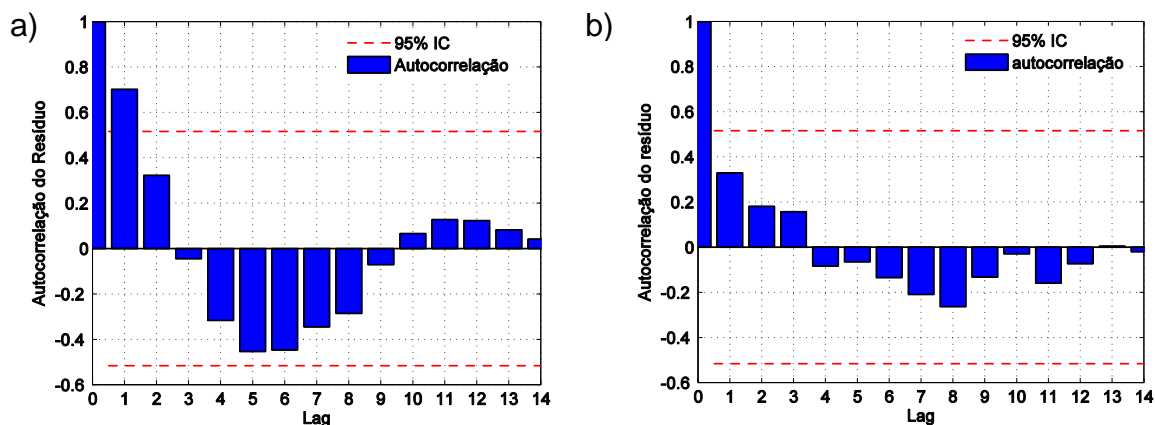 a)
Autocorrelação do Resíduo
1
0.8
0.6
0.4
0.2
0
-0.2
-0.4
-0.6
95% IC
Autocorrelação
0 1 2 3 4 5 6 7 8 9 10 11 12 13 14
Lag
b)
Autocorrelação do resíduo
1
0.8
0.6
0.4
0.2
0
-0.2
-0.4
-0.6
95% IC
autocorrelação
0 1 2 3 4 5 6 7 8 9 10 11 12 13 14
Lag